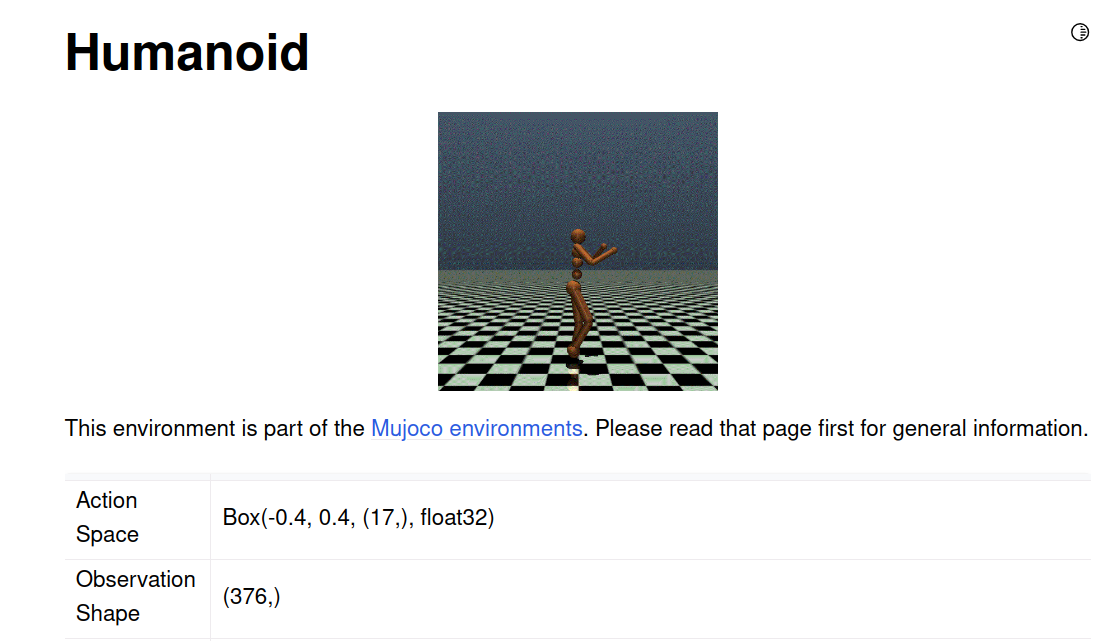 Humanoid
This environment is part of the Mujoco environments. Please read that page first for general information.
Action
Space
Box(-0.4, 0.4, (17,), float32)
Observation
Shape
(376,)